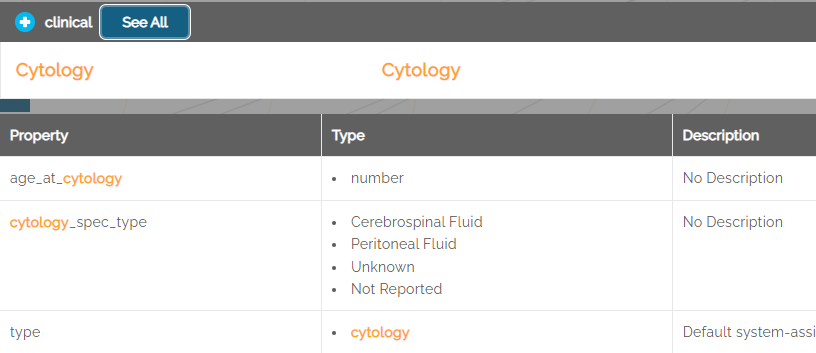 clinical See All
Cytology Cytology
Property Type Description
age_at_cytology • number No Description
cytology_spec_type • Cerebrospinal Fluid No Description
• Peritoneal Fluid
• Unknown
• Not Reported
type • cytology Default system-assi